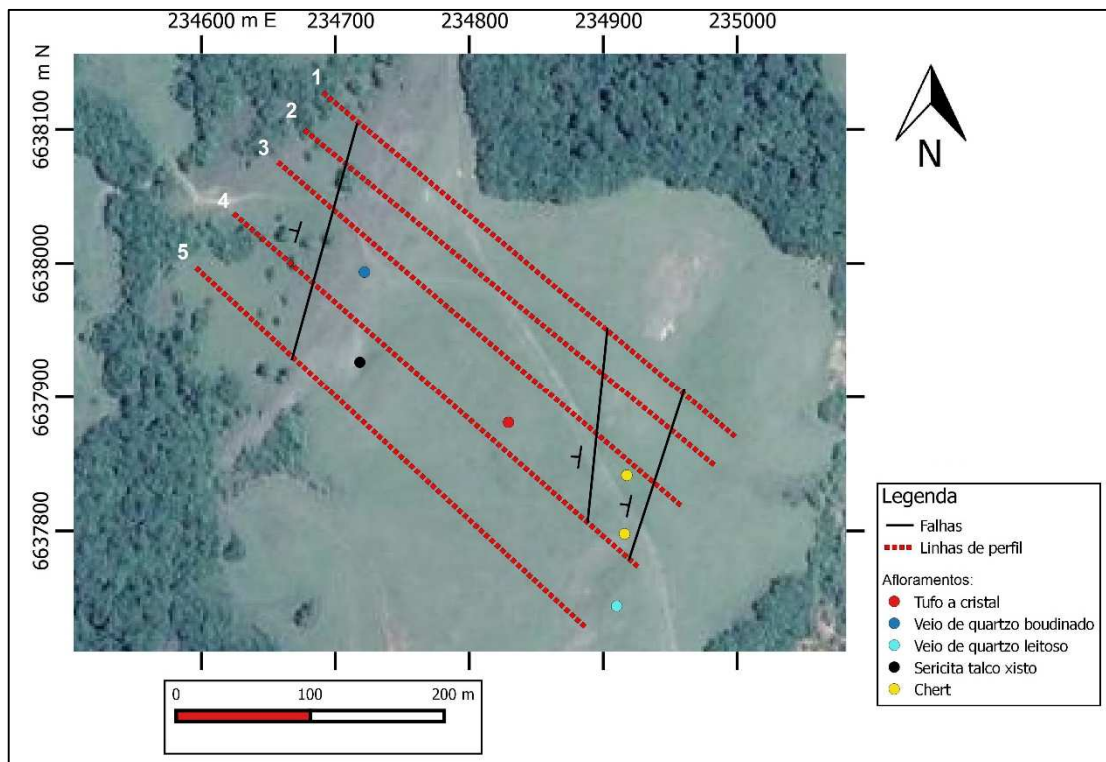 234600 m E 234700 234800 234900 235000
6638100 m N
6638000
6637900
6637800
1
2
3
4
5
N
Legenda
Falhas
Linhas de perfil
Afloramentos:
Tufo a cristal
Veio de quartzo boudinado
Veio de quartzo leitoso
Sericita talco xisto
Chert
0 100 200 m